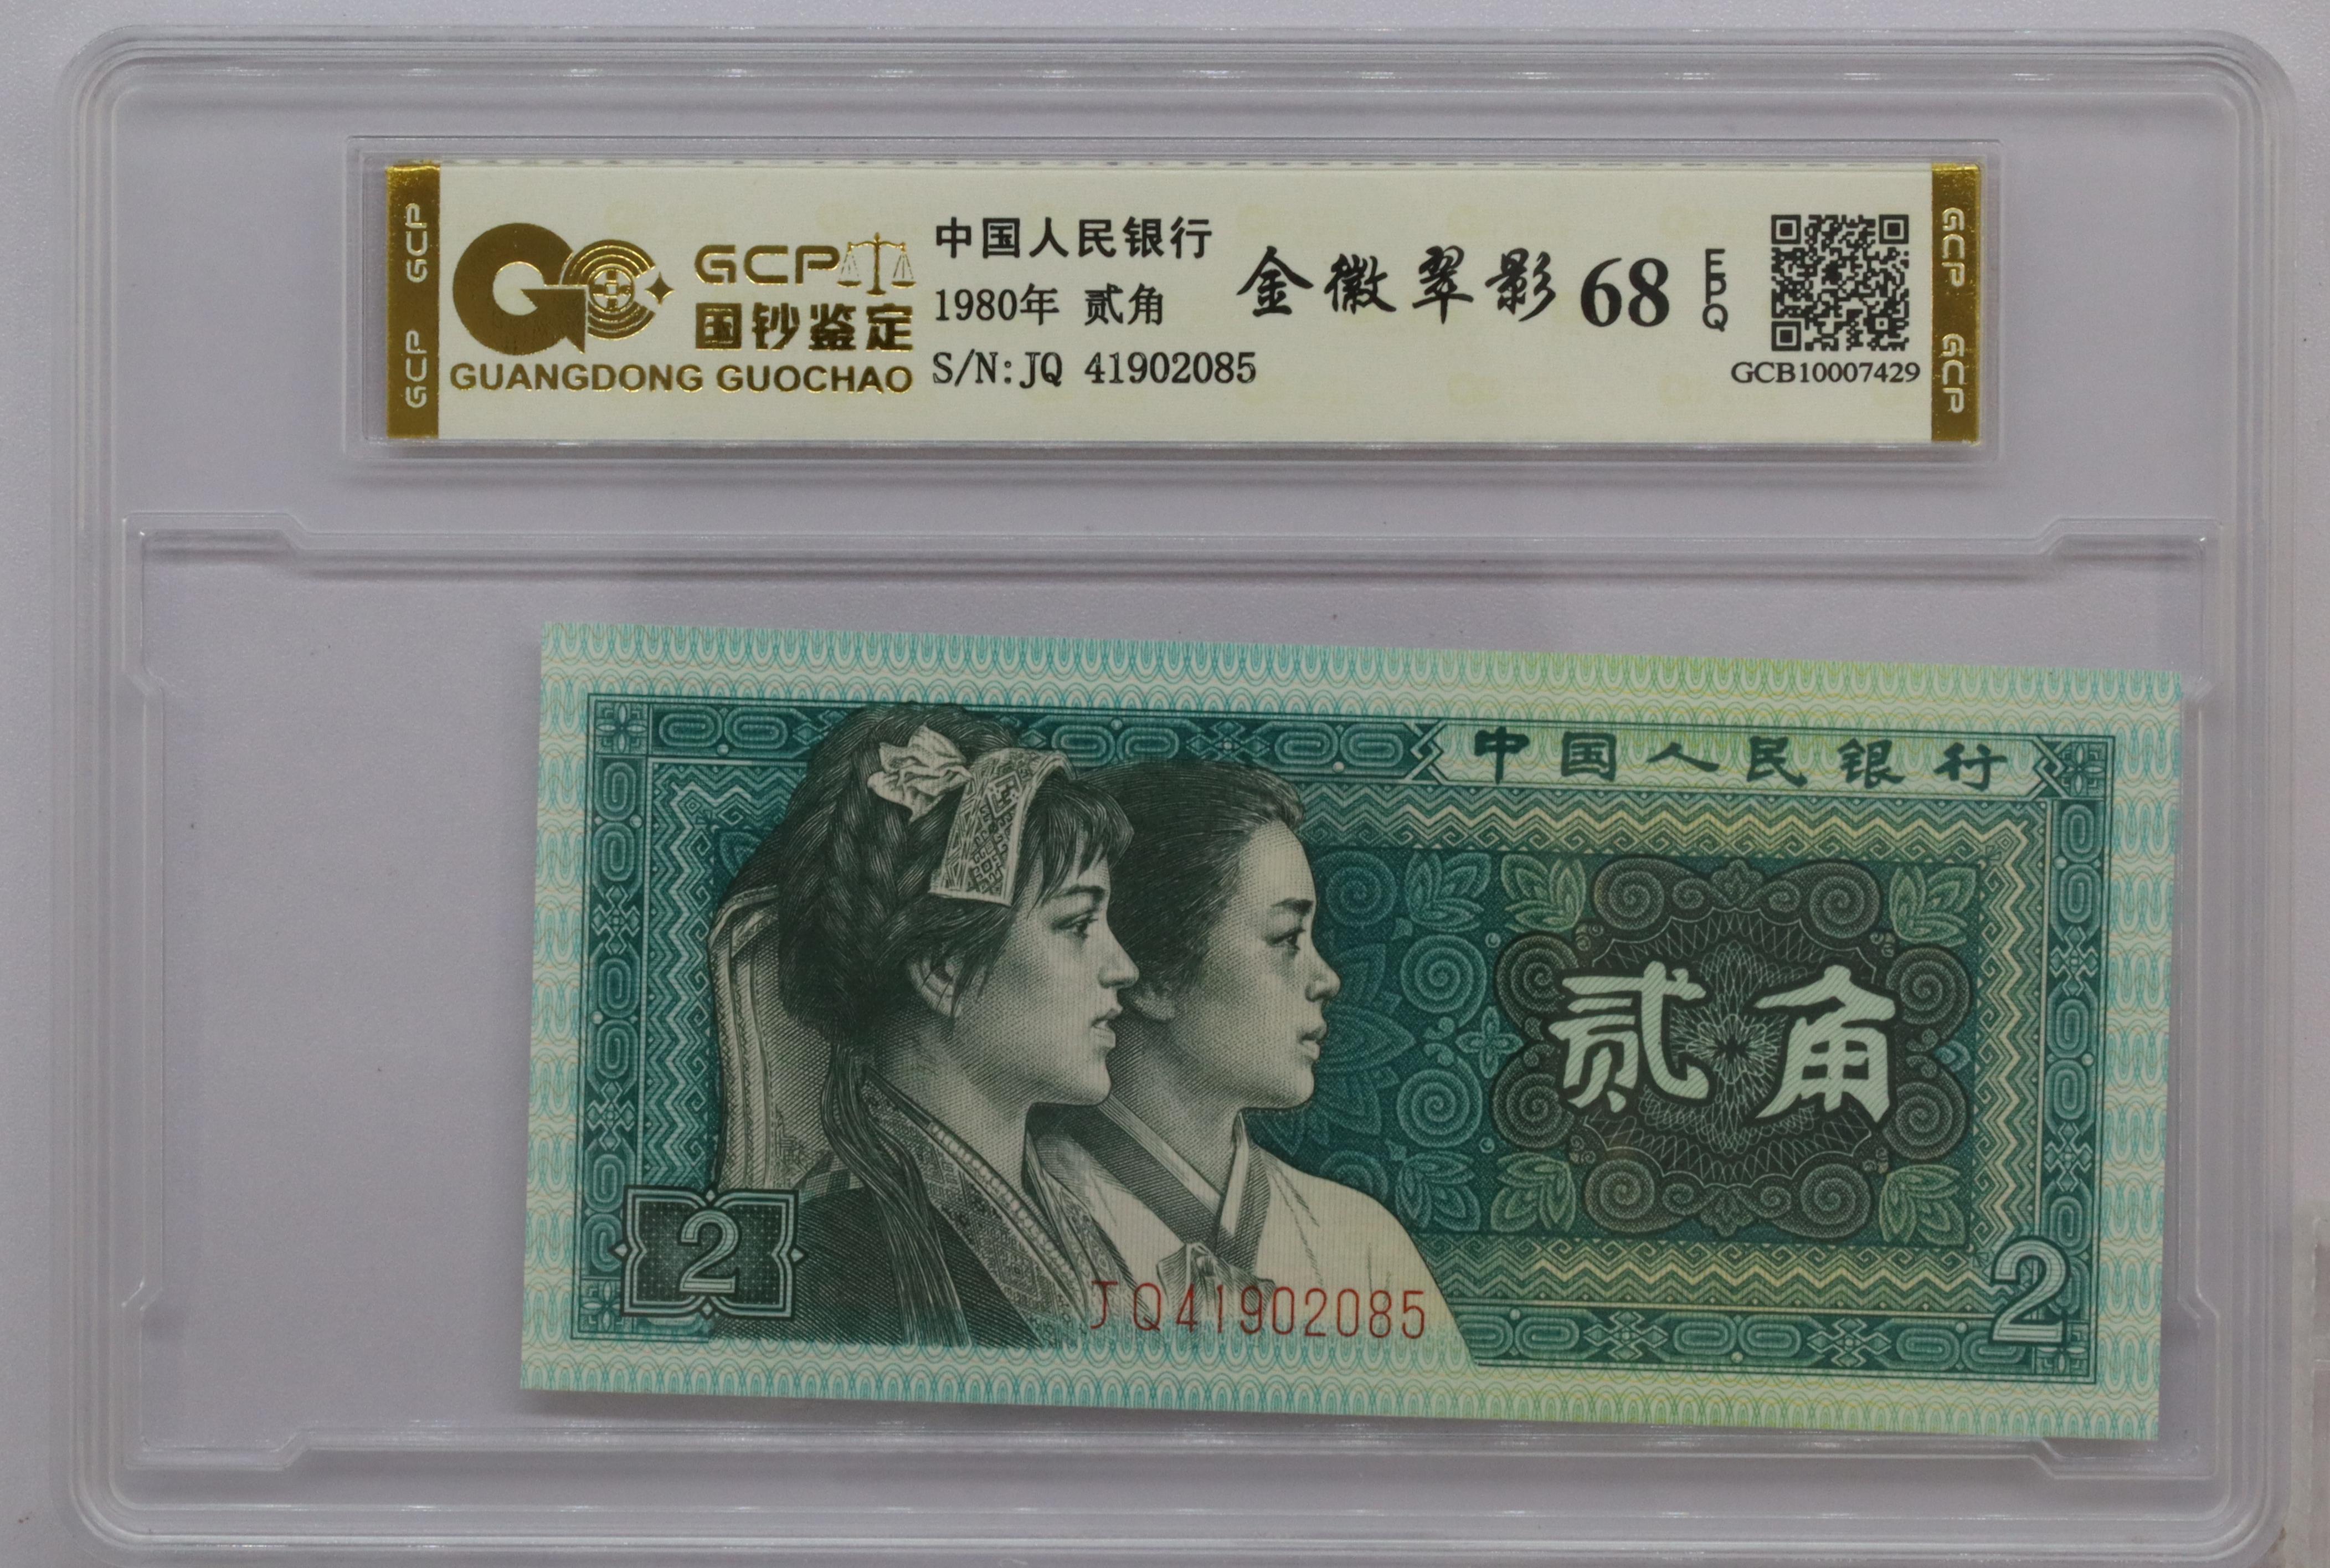 GCP GCP
GCP
国钞鉴定
GUANGDONG GUOCHAO
中国人民银行
1980年 贰角
S/N:JQ 41902085
金徽翠影 68 EPQ
GCB10007429
GCP GCP
中国人民银行
贰角
2
JQ41902085
2